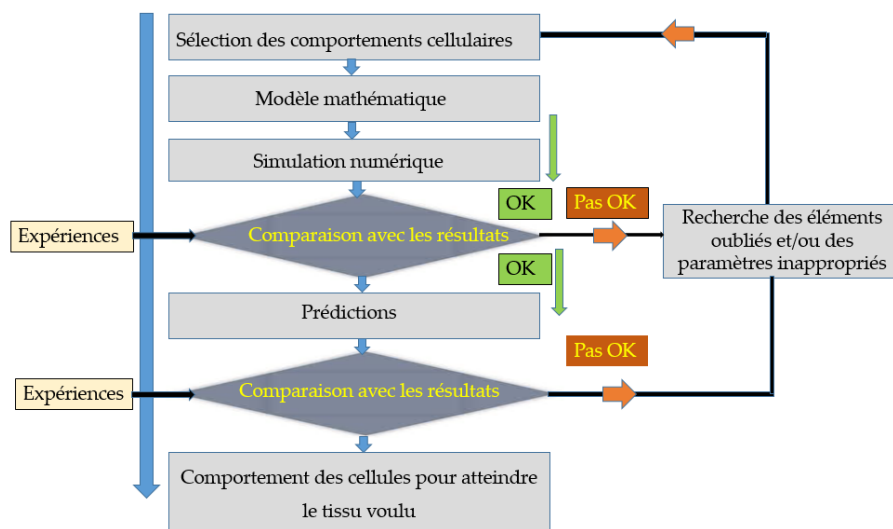 Sélection des comportements cellulaires
Modèle mathématique
Simulation numérique
OK
Pas OK
Expériences
Comparaison avec les résultats
Recherche des éléments
oubliés et/ou des
paramètres inappropriés
OK
Prédictions
Pas OK
Expériences
Comparaison avec les résultats
Comportement des cellules pour atteindre
le tissu voulu